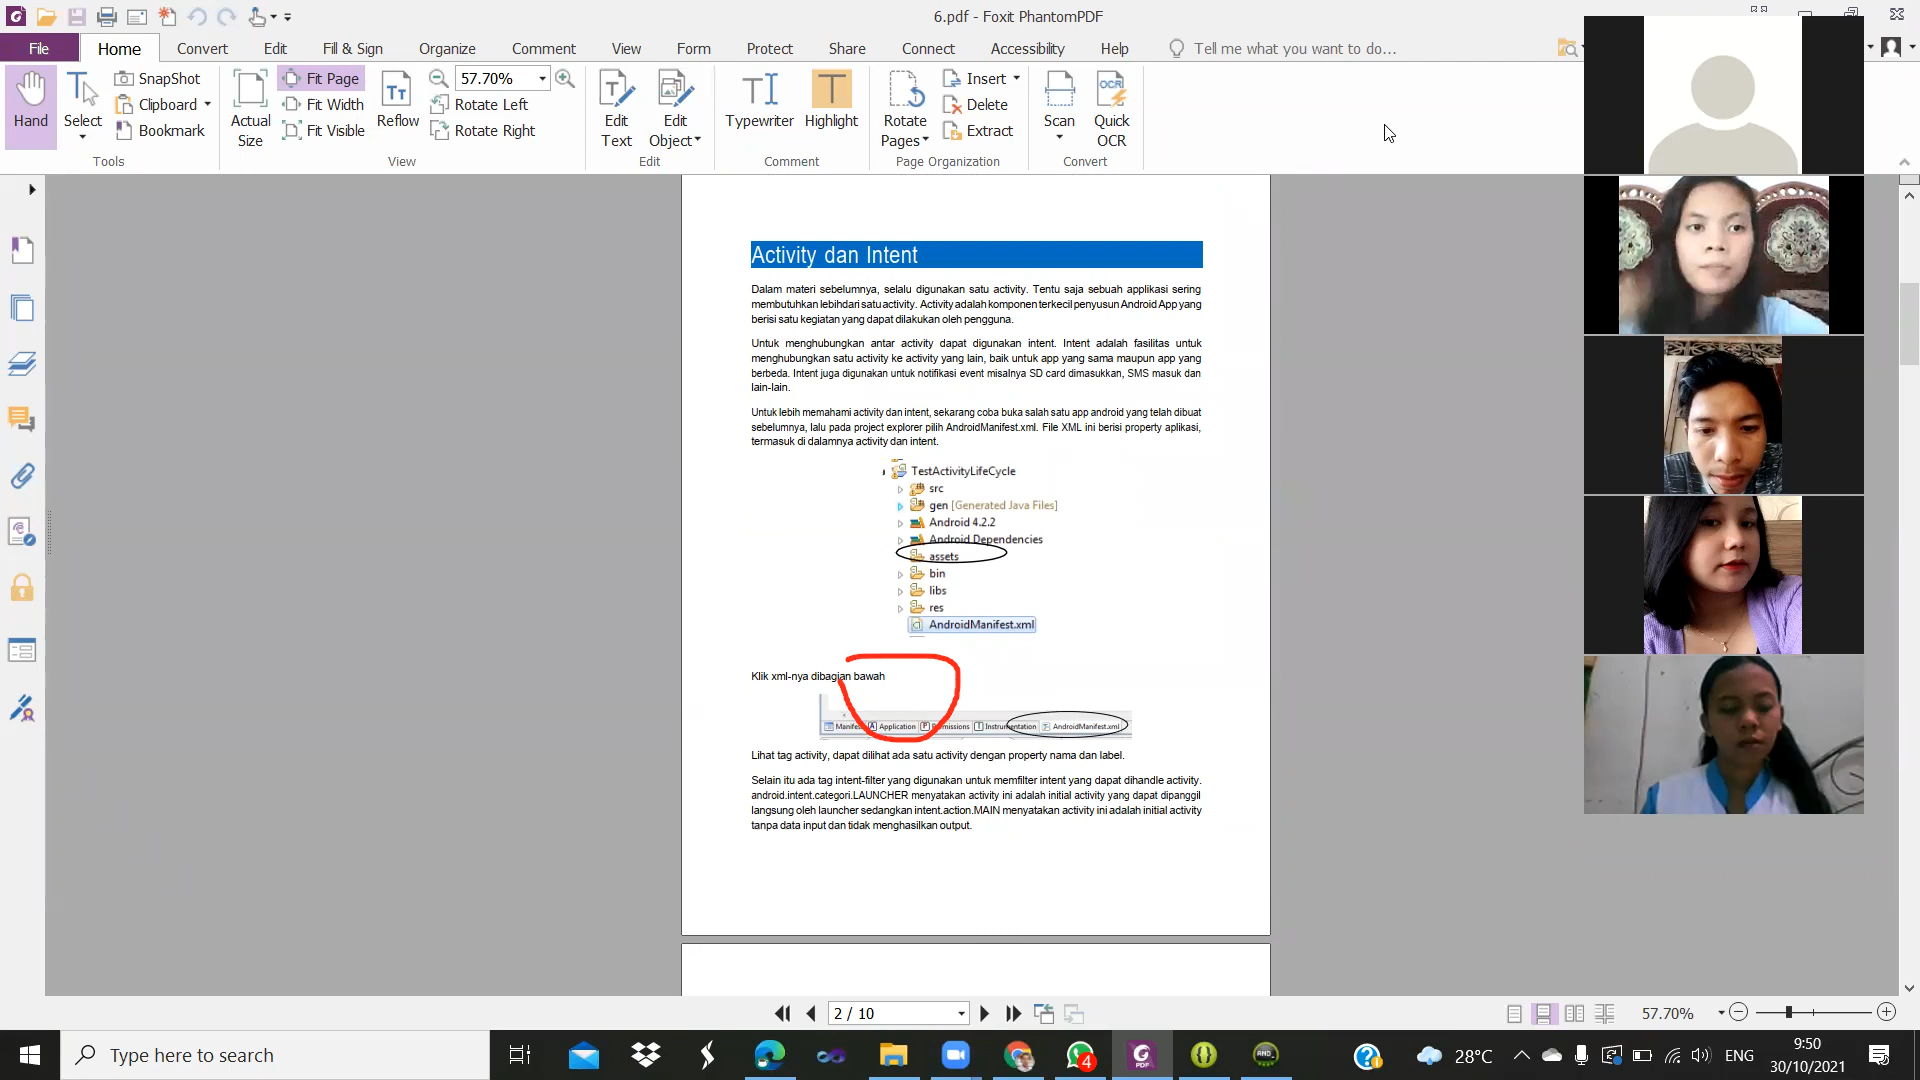 6.pdf - Foxit PhantomPDF
File
Home
Convert
Edit
Fill & Sign
Organize
Comment
View
Form
Protect
Share
Connect
Accessibility
Help
Tell me what you want to do...
Hand
Select
SnapShot
Clipboard
Bookmark
Tools
Actual
Size
Fit Page
Fit Width
Fit Visible
Reflow
57.70%
Rotate Left
Rotate Right
View
Edit
Text
Edit
Object
Edit
Typewriter
Highlight
Comment
Rotate
Pages
Insert
Delete
Extract
Page Organization
Scan
Quick
OCR
Convert
Activity dan Intent
Dalam materi sebelumnya, selalu digunakan satu activity. Tentu saja sebuah applikasi sering
membutuhkan lebihdari satu activity. Activity adalah komponen terkecil penyusun Android App yang
berisi satu kegiatan yang dapat dilakukan oleh pengguna.
Untuk menghubungkan antar activity dapat digunakan intent. Intent adalah fasilitas untuk
menghubungkan satu activity ke activity yang lain, baik untuk app yang sama maupun app yang
berbeda. Intent juga digunakan untuk notifikasi event misalnya SD card dimasukkan, SMS masuk dan
lain-lain.
Untuk lebih memahami activity dan intent, sekarang coba buka salah satu app android yang telah dibuat
sebelumnya, lalu pada project explorer pilih AndroidManifest.xml. File XML ini berisi property aplikasi,
termasuk di dalamnya activity dan intent.
TestActivityLifeCycle
src
gen [Generated Java Files]
Android 4.2.2
Android Dependencies
assets
bin
libs
res
AndroidManifest.xml
Klik xml-nya dibagian bawah
Manifest
A Application
P Permissions
I Instrumentation
AndroidManifest.xml
Lihat tag activity, dapat dilihat ada satu activity dengan property nama dan label.
Selain itu ada tag intent-filter yang digunakan untuk memfilter intent yang dapat dihandle activity.
android.intent.categori.LAUNCHER menyatakan activity ini adalah initial activity yang dapat dipanggil
langsung oleh launcher sedangkan intent.action.MAIN menyatakan activity ini adalah initial activity
tanpa data input dan tidak menghasilkan output.
2 / 10
57.70%
Type here to search
4
PDF
AND
28°C
ENG
9:50
30/10/2021